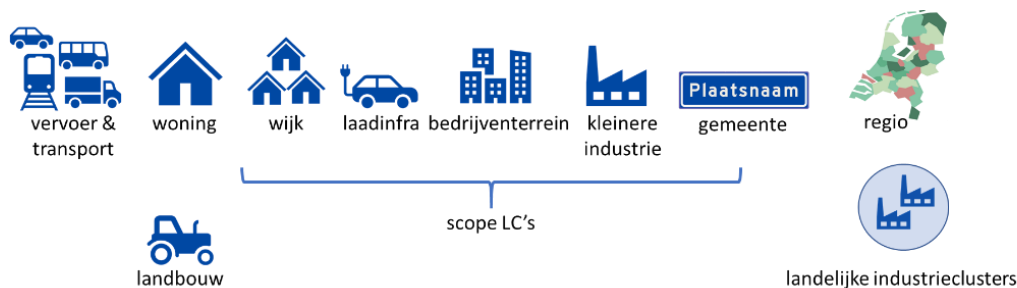 vervoer &
transport
woning
wijk
laadinfra
bedrijventerrein
kleinere
industrie
Plaatsnaam
gemeente
regio
scope LC's
landbouw
landelijke industrieclusters